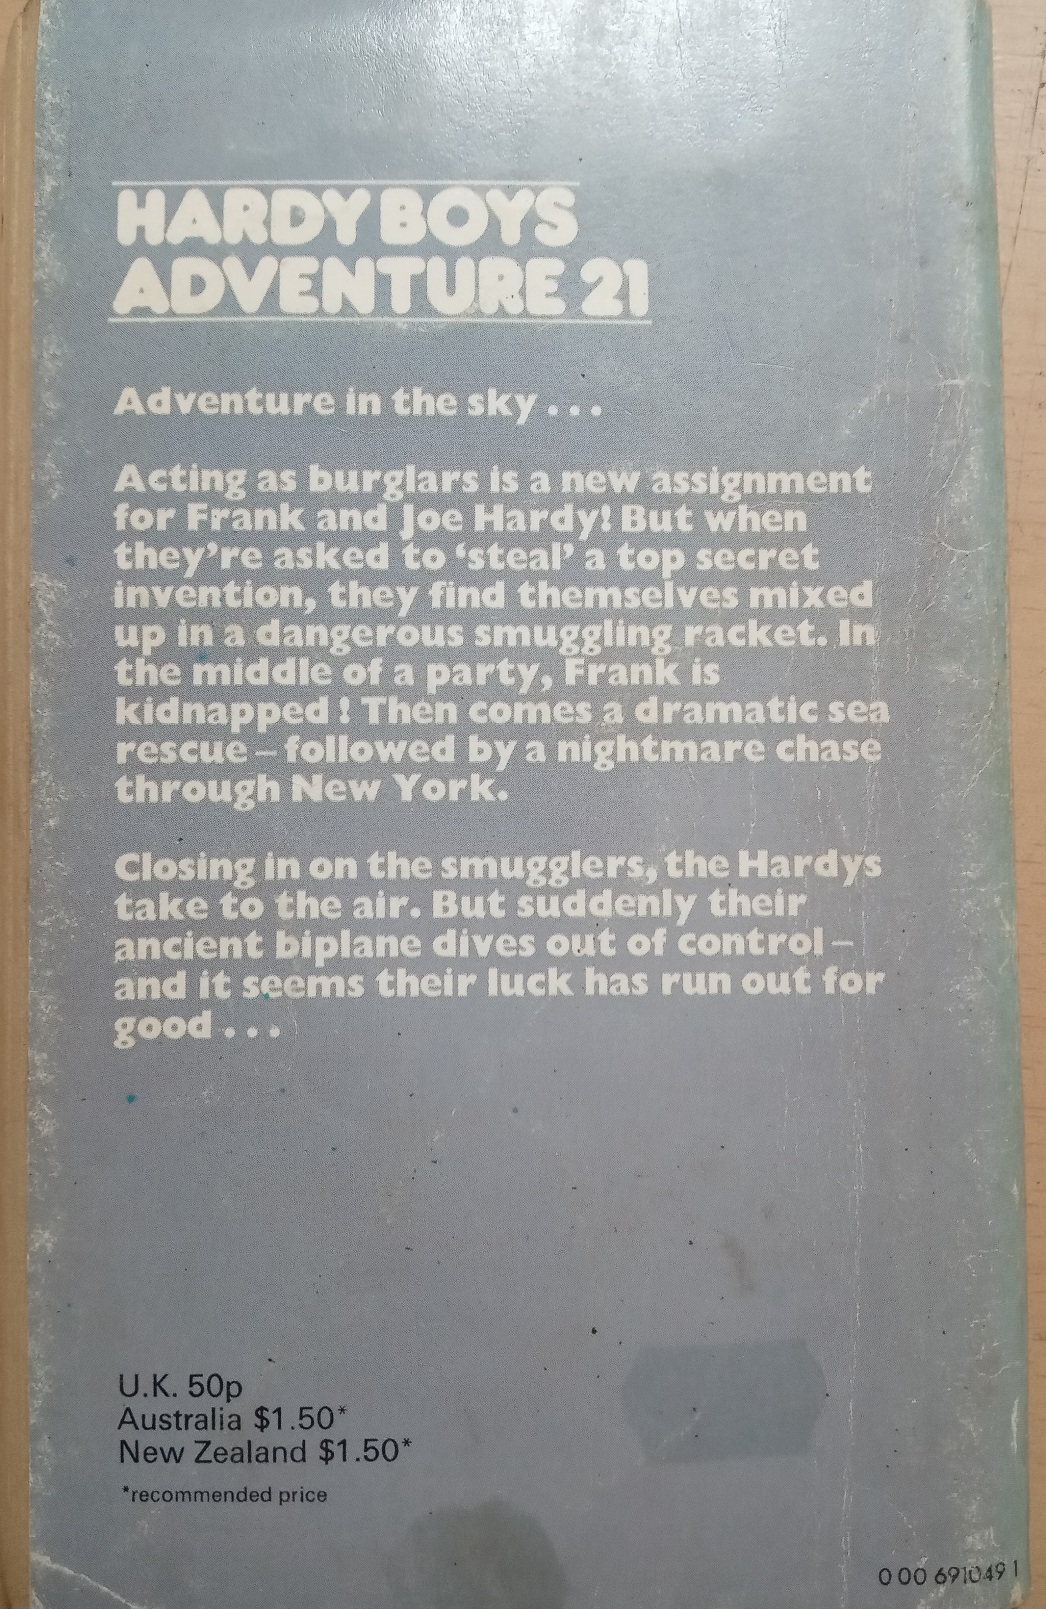 HARDY BOYS
ADVENTURE 21
Adventure in the sky...
Acting as burglars is a new assignment
for Frank and Joe Hardy! But when
they're asked to 'steal' a top secret
invention, they find themselves mixed
up in a dangerous smuggling racket. In
the middle of a party, Frank is
kidnapped! Then comes a dramatic sea
rescue – followed by a nightmare chase
through New York.
Closing in on the smugglers, the Hardys
take to the air. But suddenly their
ancient biplane dives out of control –
and it seems their luck has run out for
good...
U.K. 50p
Australia $1.50*
New Zealand $1.50*
*recommended price
0 00 691049 1